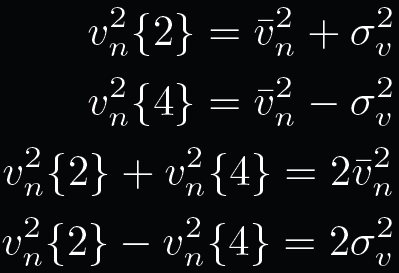 $v_n^2\{2\} = \bar{v}_n^2 + \sigma_v^2$
$v_n^2\{4\} = \bar{v}_n^2 - \sigma_v^2$
$v_n^2\{2\} + v_n^2\{4\} = 2\bar{v}_n^2$
$v_n^2\{2\} - v_n^2\{4\} = 2\sigma_v^2$